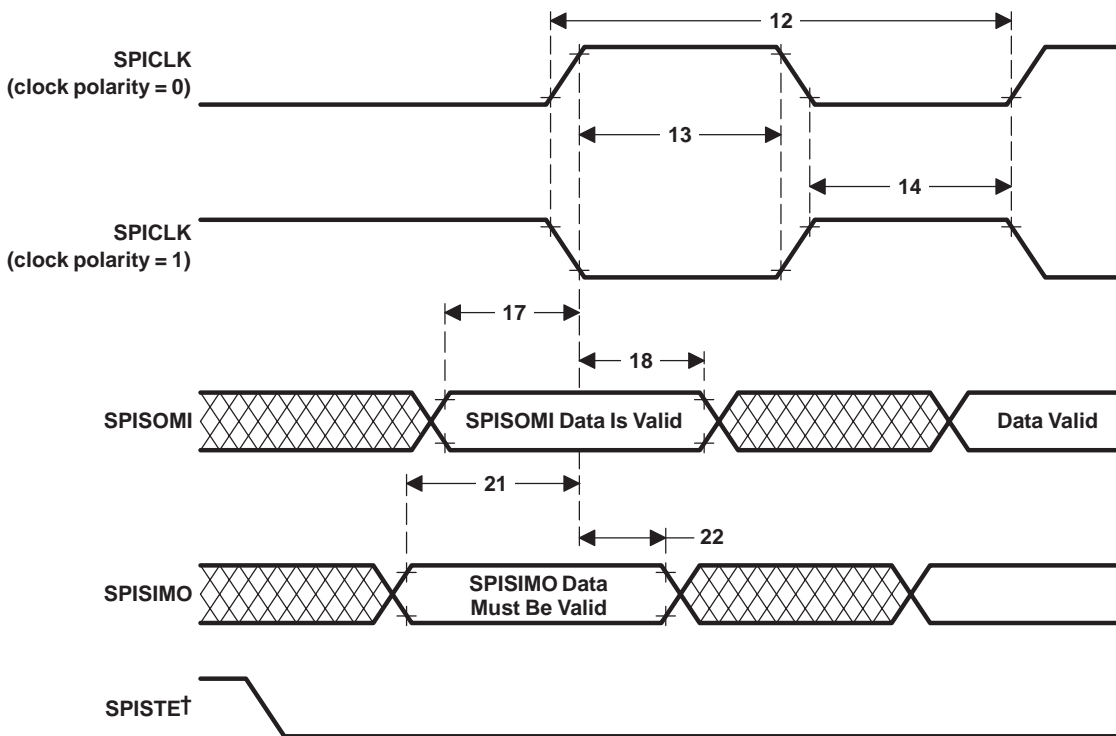 12
SPICLK
(clock polarity = 0)
13
14
SPICLK
(clock polarity = 1)
17
18
SPISOMI
SPISOMI Data Is Valid
Data Valid
21
22
SPISIMO
SPISIMO Data
Must Be Valid
SPISTE†